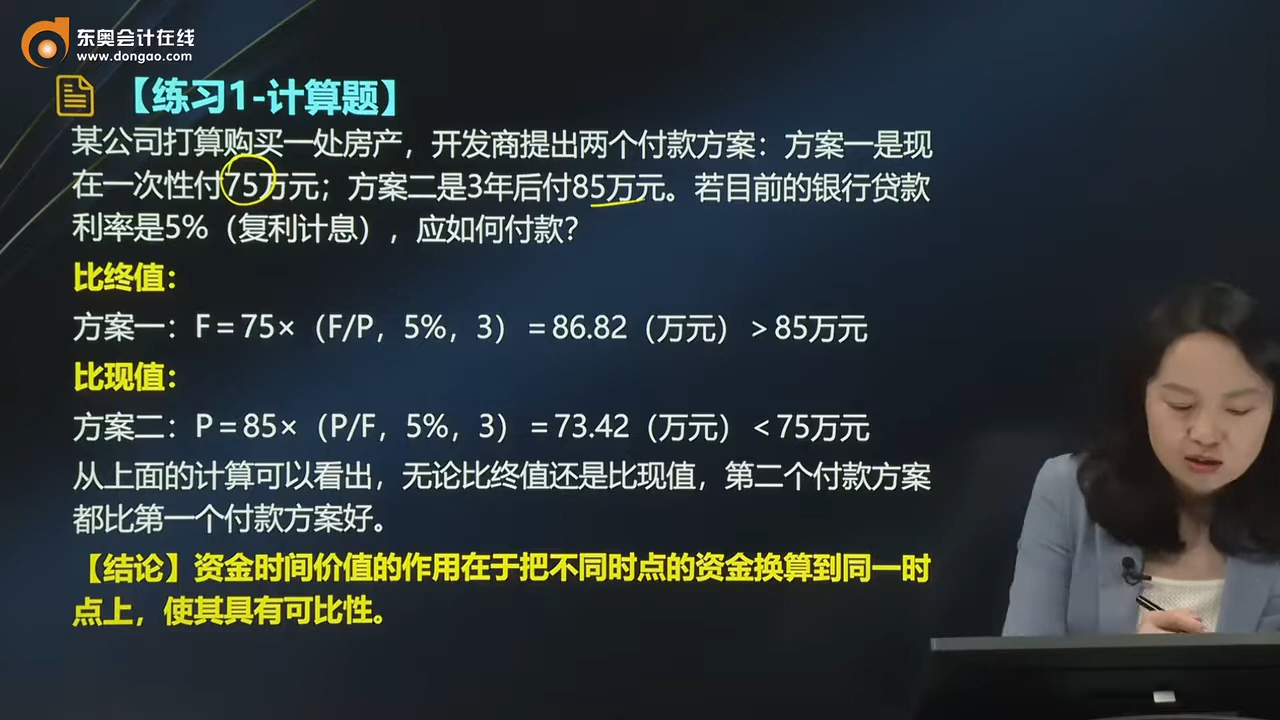 东奥会计在线
www.dongao.com
【练习1-计算题】
某公司打算购买一处房产，开发商提出两个付款方案：方案一是现
在一次性付75万元；方案二是3年后付85万元。若目前的银行贷款
利率是5%（复利计息），应如何付款？
比终值：
方案一：F＝75×（F/P，5%，3）＝86.82（万元）＞85万元
比现值：
方案二：P＝85×（P/F，5%，3）＝73.42（万元）＜75万元
从上面的计算可以看出，无论比终值还是比现值，第二个付款方案
都比第一个付款方案好。
【结论】资金时间价值的作用在于把不同时点的资金换算到同一时
点上，使其具有可比性。